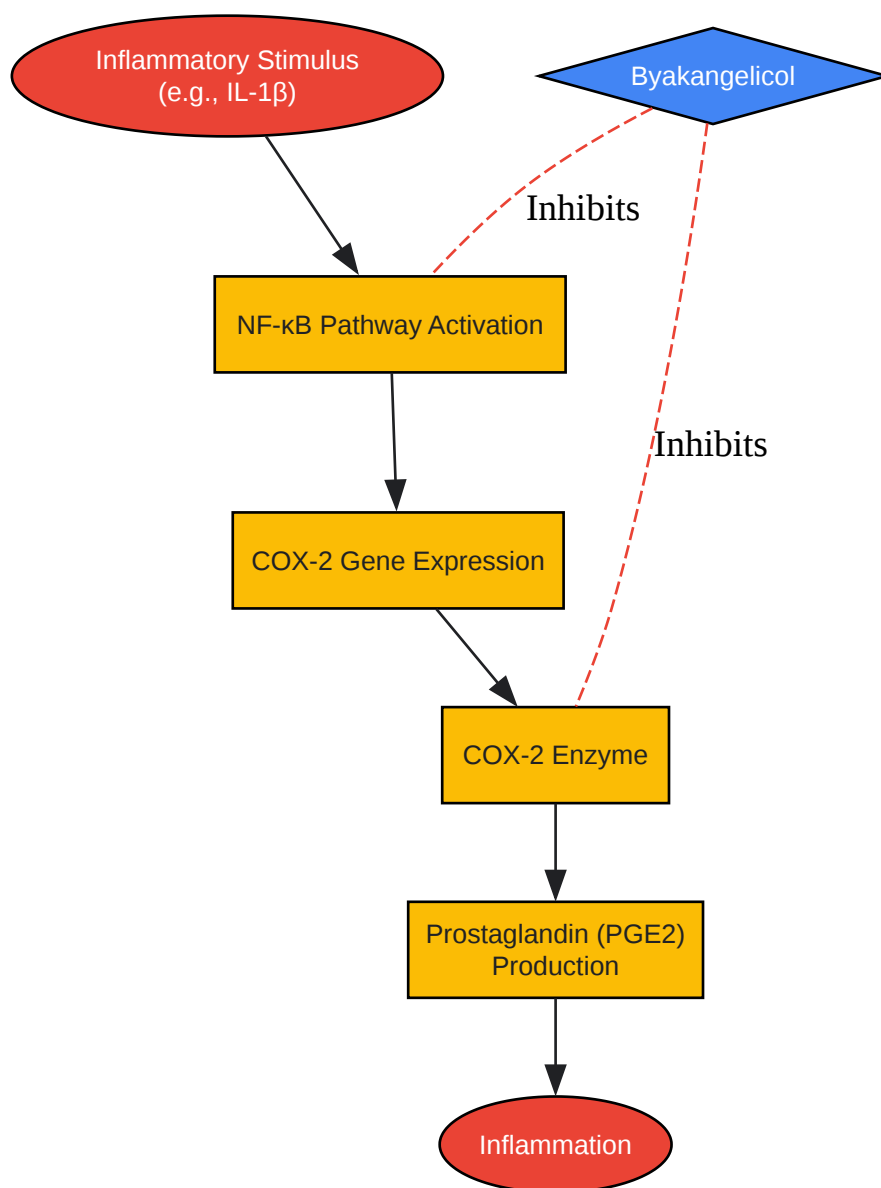 Inflammatory Stimulus
(e.g., IL-1β)
Byakangelicol
Inhibits
NF-κB Pathway Activation
Inhibits
COX-2 Gene Expression
COX-2 Enzyme
Prostaglandin (PGE2)
Production
Inflammation